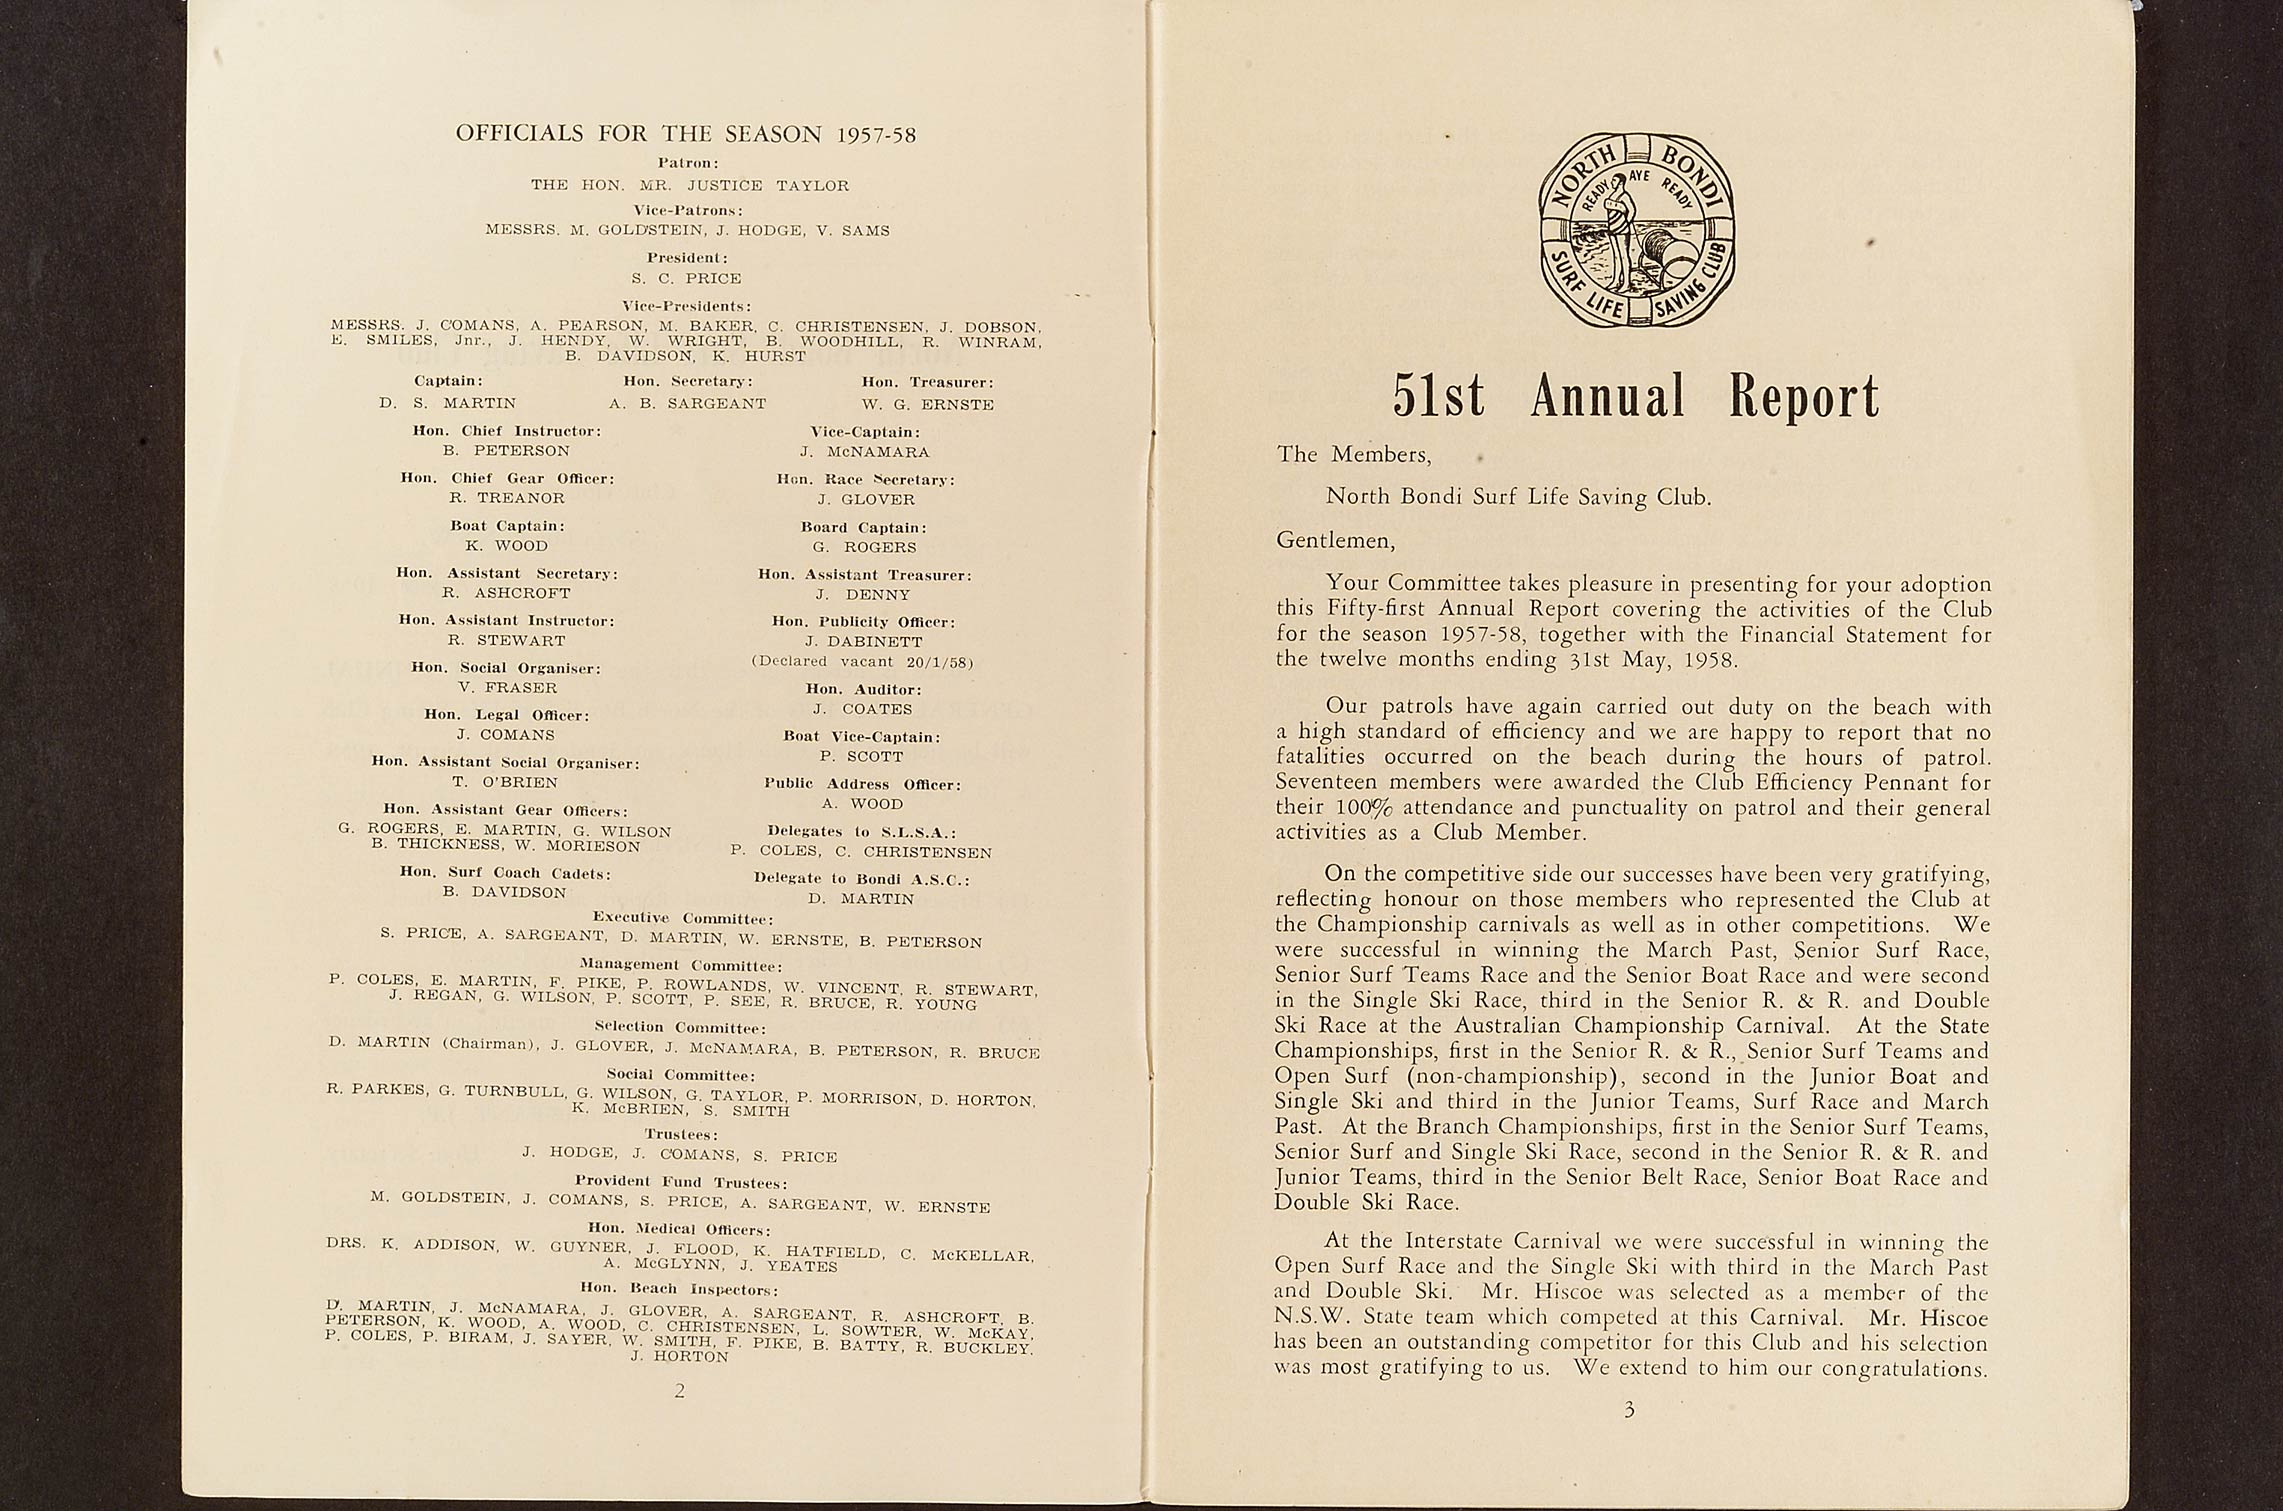 OFFICIALS FOR THE SEASON 1957-58
Patron:
THE HON. MR. JUSTICE TAYLOR
Vice-Patrons:
MESSRS. M. GOLDSTEIN, J. HODGE, V. SAMS
President:
S. C. PRICE
Vice-Presidents:
MESSRS. J. COMANS, A. PEARSON, M. BAKER, C. CHRISTENSEN, J. DOBSON,
E. SMILES, Jnr., J. HENDY, W. WRIGHT, B. WOODHILL, R. WINRAM,
B. DAVIDSON, K. HURST
Captain: Hon. Secretary: Hon. Treasurer:
D. S. MARTIN A. B. SARGEANT W. G. ERNSTE
Hon. Chief Instructor:
B. PETERSON
Hon. Chief Gear Officer:
R. TREANOR
Boat Captain:
K. WOOD
Hon. Assistant Secretary:
R. ASHCROFT
Hon. Assistant Instructor:
R. STEWART
Hon. Social Organiser:
V. FRASER
Hon. Legal Officer:
J. COMANS
Hon. Assistant Social Organiser:
T. O'BRIEN
Hon. Assistant Gear Officers:
G. ROGERS, E. MARTIN, G. WILSON
B. THICKNESS, W. MORIESON
Hon. Surf Coach Cadets:
B. DAVIDSON
Vice-Captain:
J. McNAMARA
Hon. Race Secretary:
J. GLOVER
Board Captain:
G. ROGERS
Hon. Assistant Treasurer:
J. DENNY
Hon. Publicity Officer:
J. DABINETT
(Declared vacant 20/1/58)
Hon. Auditor:
J. COATES
Boat Vice-Captain:
P. SCOTT
Public Address Officer:
A. WOOD
Delegates to S.L.S.A.:
P. COLES, C. CHRISTENSEN
Delegate to Bondi A.S.C.:
D. MARTIN
Executive Committee:
S. PRICE, A. SARGEANT, D. MARTIN, W. ERNSTE, B. PETERSON
Management Committee:
P. COLES, E. MARTIN, F. PIKE, P. ROWLANDS, W. VINCENT, R. STEWART,
J. REGAN, G. WILSON, P. SCOTT, P. SEE, R. BRUCE, R. YOUNG
Selection Committee:
D. MARTIN (Chairman), J. GLOVER, J. McNAMARA, B. PETERSON, R. BRUCE
Social Committee:
R. PARKES, G. TURNBULL, G. WILSON, G. TAYLOR, P. MORRISON, D. HORTON,
K. McBRIEN, S. SMITH
Trustees:
J. HODGE, J. COMANS, S. PRICE
Provident Fund Trustees:
M. GOLDSTEIN, J. COMANS, S. PRICE, A. SARGEANT, W. ERNSTE
Hon. Medical Officers:
DRS. K. ADDISON, W. GUYNER, J. FLOOD, K. HATFIELD, C. McKELLAR,
A. McGLYNN, J. YEATES
Hon. Beach Inspectors:
D. MARTIN, J. McNAMARA, J. GLOVER, A. SARGEANT, R. ASHCROFT, B.
PETERSON, K. WOOD, A. WOOD, C. CHRISTENSEN, L. SOWTER, W. McKAY,
P. COLES, P. BIRAM, J. SAYER, W. SMITH, F. PIKE, B. BATTY, R. BUCKLEY.
J. HORTON
2
NORTH BONDI
READY AYE READY
SURF LIFE SAVING CLUB
51st Annual Report
The Members,
North Bondi Surf Life Saving Club.
Gentlemen,
Your Committee takes pleasure in presenting for your adoption
this Fifty-first Annual Report covering the activities of the Club
for the season 1957-58, together with the Financial Statement for
the twelve months ending 31st May, 1958.
Our patrols have again carried out duty on the beach with
a high standard of efficiency and we are happy to report that no
fatalities occurred on the beach during the hours of patrol.
Seventeen members were awarded the Club Efficiency Pennant for
their 100% attendance and punctuality on patrol and their general
activities as a Club Member.
On the competitive side our successes have been very gratifying,
reflecting honour on those members who represented the Club at
the Championship carnivals as well as in other competitions. We
were successful in winning the March Past, Senior Surf Race,
Senior Surf Teams Race and the Senior Boat Race and were second
in the Single Ski Race, third in the Senior R. & R. and Double
Ski Race at the Australian Championship Carnival. At the State
Championships, first in the Senior R. & R., Senior Surf Teams and
Open Surf (non-championship), second in the Junior Boat and
Single Ski and third in the Junior Teams, Surf Race and March
Past. At the Branch Championships, first in the Senior Surf Teams,
Senior Surf and Single Ski Race, second in the Senior R. & R. and
Junior Teams, third in the Senior Belt Race, Senior Boat Race and
Double Ski Race.
At the Interstate Carnival we were successful in winning the
Open Surf Race and the Single Ski with third in the March Past
and Double Ski. Mr. Hiscoe was selected as a member of the
N.S.W. State team which competed at this Carnival. Mr. Hiscoe
has been an outstanding competitor for this Club and his selection
was most gratifying to us. We extend to him our congratulations.
3